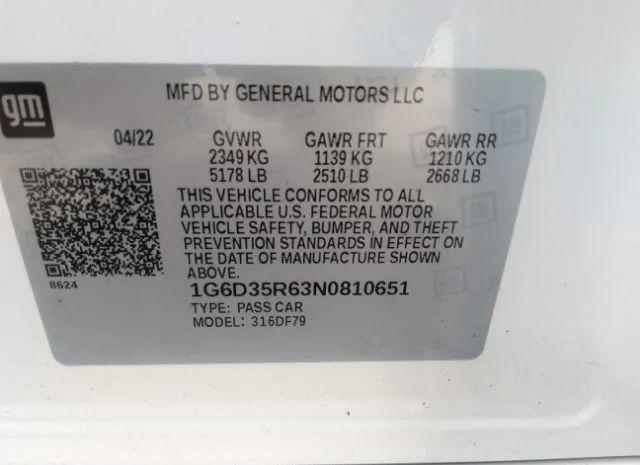 gm
MFD BY GENERAL MOTORS LLC
04/22 GVWR GAWR FRT GAWR RR
2349 KG 1139 KG 1210 KG
5178 LB 2510 LB 2668 LB
THIS VEHICLE CONFORMS TO ALL
APPLICABLE U.S. FEDERAL MOTOR
VEHICLE SAFETY, BUMPER, AND THEFT
PREVENTION STANDARDS IN EFFECT ON
THE DATE OF MANUFACTURE SHOWN
ABOVE.
8624
1G6D35R63N0810651
TYPE: PASS CAR
MODEL: 316DF79